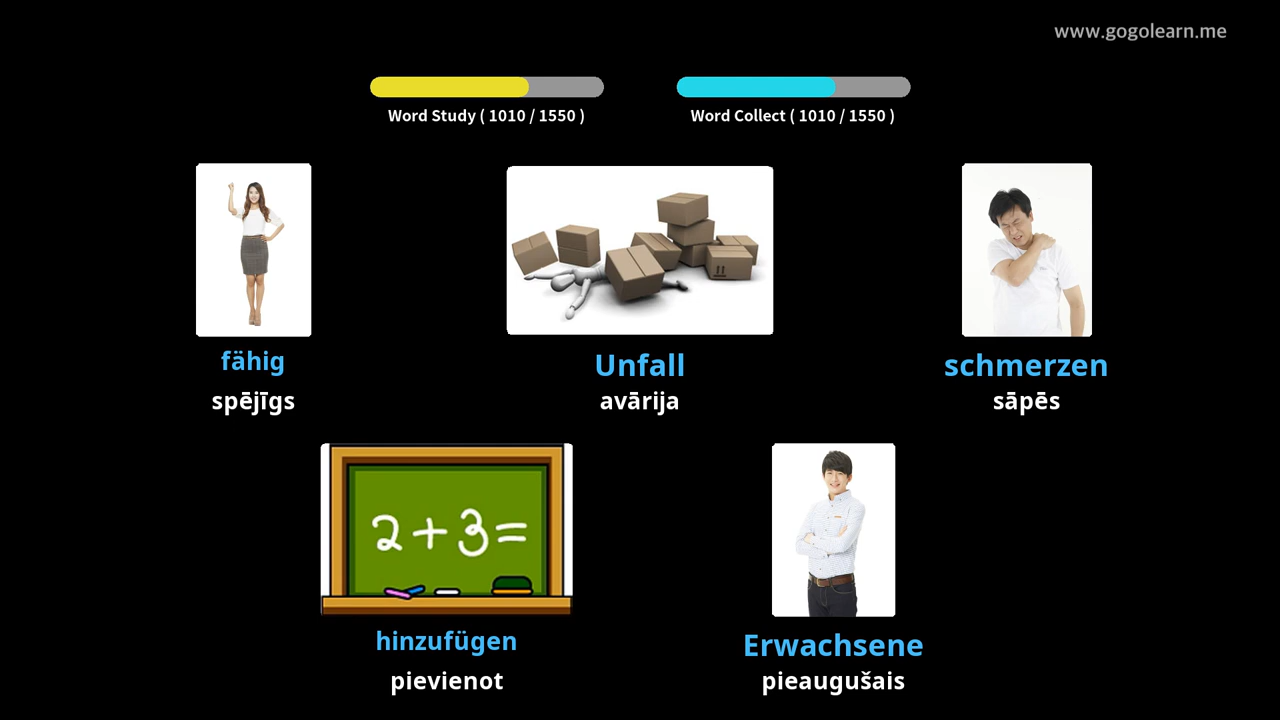 www.gogolearn.me
Word Study ( 1010 / 1550 )
Word Collect ( 1010 / 1550 )
fähig
spējīgs
Unfall
avārija
schmerzen
sāpēs
2+3=
hinzufügen
pievienot
Erwachsene
pieaugušais